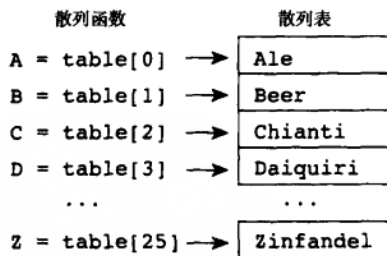 散列函数 散列表
A = table[0] → Ale
B = table[1] → Beer
C = table[2] → Chianti
D = table[3] → Daiquiri
... ...
Z = table[25] → Zinfandel